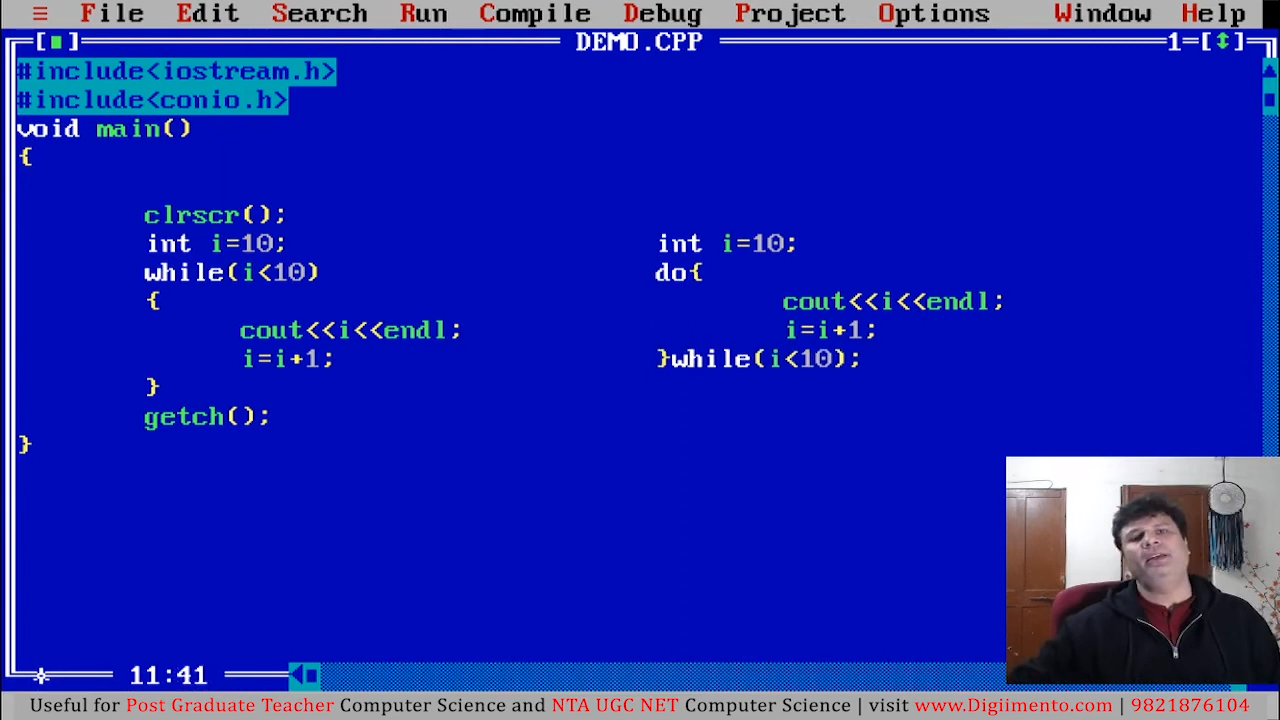 ≡ File Edit Search Run Compile Debug Project Options Window Help
[■] DEMO.CPP 1=[↕]
#include<iostream.h>
#include<conio.h>
void main()
{
clrscr();
int i=10; int i=10;
while(i<10) do{
{ cout<<i<<endl;
cout<<i<<endl; i=i+1;
i=i+1; }while(i<10);
}
getch();
}
11:41
Useful for Post Graduate Teacher Computer Science and NTA UGC NET Computer Science | visit www.Digiimento.com | 9821876104